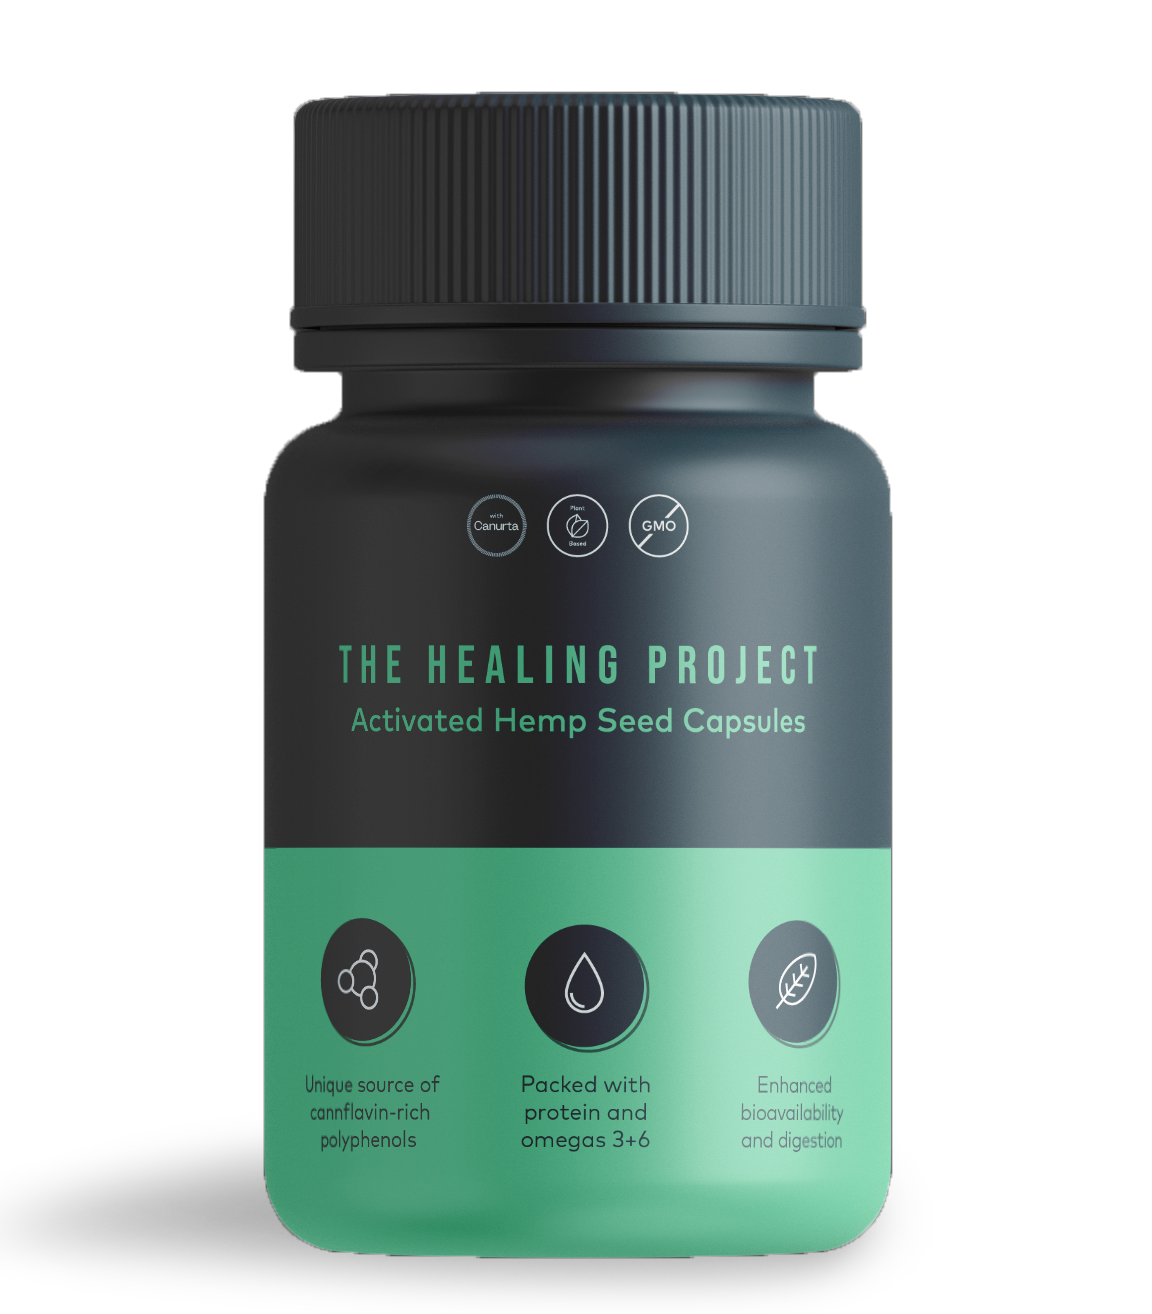 with
Canurta
Plant
Based
GMO
THE HEALING PROJECT
Activated Hemp Seed Capsules
Unique source of
cannflavin-rich
polyphenols
Packed with
protein and
omegas 3+6
Enhanced
bioavailability
and digestion